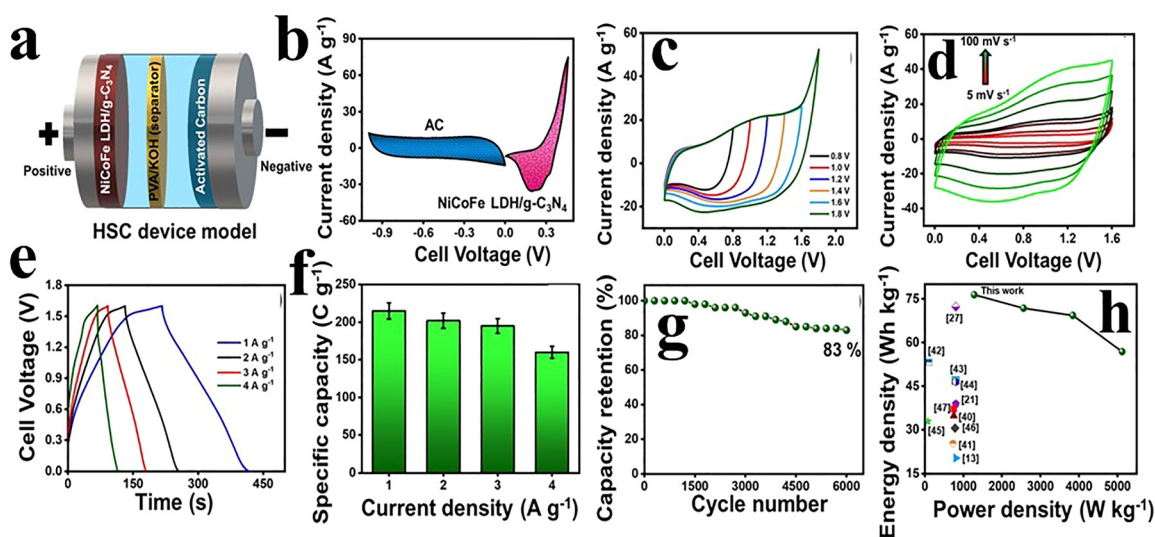 a
NiCoFe LDH/g-C₃N₄
PVA/KOH (separator)
Activated Carbon
+
-
Positive
Negative
HSC device model
b
Current density (A g⁻¹)
90
60
30
0
-30
-60
AC
NiCoFe LDH/g-C₃N₄
-0.9
-0.6
-0.3
0.0
0.3
Cell Voltage (V)
c
Current density (A g⁻¹)
60
40
20
0
-20
0.8 V
1.0 V
1.2 V
1.4 V
1.6 V
1.8 V
0.0
0.4
0.8
1.2
1.6
2.0
Cell Voltage (V)
d
Current density (A g⁻¹)
60
40
20
0
-20
-40
100 mV s⁻¹
5 mV s⁻¹
0.0
0.4
0.8
1.2
1.6
Cell Voltage (V)
e
Cell Voltage (V)
1.8
1.5
1.2
0.9
0.6
0.3
0.0
1 A g⁻¹
2 A g⁻¹
3 A g⁻¹
4 A g⁻¹
0
150
300
450
Time (s)
f
Specific capacity (C g⁻¹)
250
200
150
100
50
0
1
2
3
4
Current density (A g⁻¹)
g
Capacity retention (%)
100
80
60
40
20
0
83 %
0
1500
3000
4500
6000
Cycle number
h
Energy density (Wh kg⁻¹)
75
60
45
30
15
This work
[27]
[42]
[43]
[44]
[21]
[47]
[40]
[45]
[46]
[41]
[13]
0
1000
2000
3000
4000
5000
Power density (W kg⁻¹)